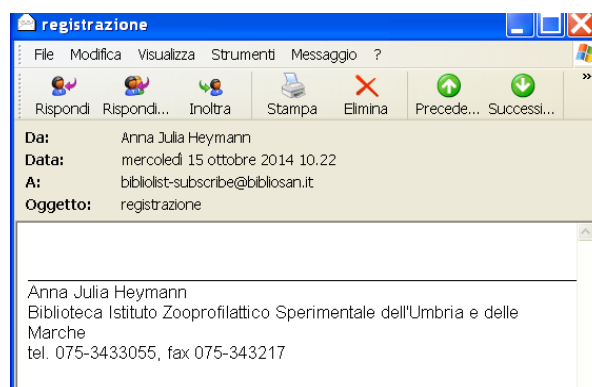 registrazione
File Modifica Visualizza Strumenti Messaggio ?
Rispondi Rispondi... Inoltra Stampa Elimina Precede... Successi...
Da: Anna Julia Heymann
Data: mercoledì 15 ottobre 2014 10.22
A: bibliolist-subscribe@bibliosan.it
Oggetto: registrazione
Anna Julia Heymann
Biblioteca Istituto Zooprofilattico Sperimentale dell'Umbria e delle
Marche
tel. 075-3433055, fax 075-343217